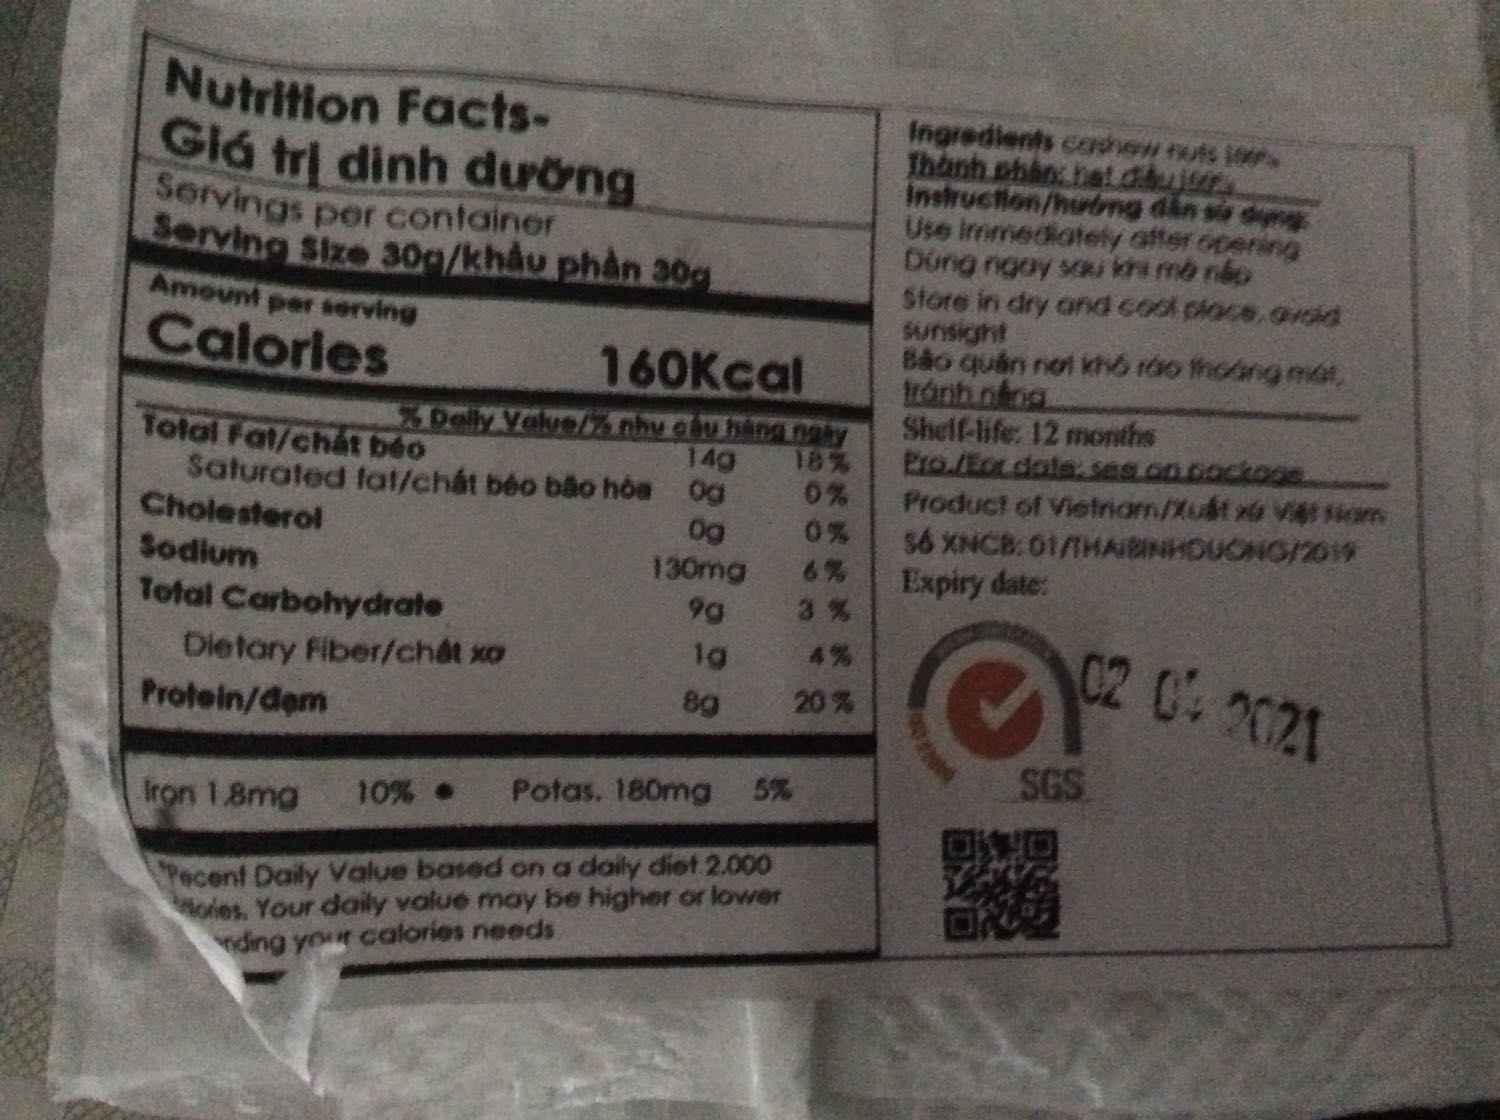 Nutrition Facts-
Giá trị dinh dưỡng
Servings per container
Serving Size 30g/khẩu phần 30g
Amount per serving
Calories 160Kcal
% Daily Value/% nhu cầu hàng ngày
Total Fat/chất béo 14g 18%
Saturated fat/chất béo bão hòa 0g 0%
Cholesterol 0g 0%
Sodium 130mg 6%
Total Carbohydrate 9g 3 %
Dietary Fiber/chất xơ 1g 4%
Protein/đạm 8g 20%
Iron 1.8mg 10% • Potas. 180mg 5%
Pecent Daily Value based on a daily diet 2.000
Your daily value may be higher or lower
your calories needs
Ingredients cashew nuts 100%
Thành phần: hạt điều 100%
Instruction/hướng dẫn sử dụng:
Use immediately after opening
Dùng ngay sau khi mở nắp
Store in dry and cool place, avoid
sunsight
Bảo quản nơi khô ráo thoáng mát,
tránh nắng
Shelf-life: 12 months
Pro./Exr date: see on package
Product of Vietnam/Xuất xứ Việt Nam
Số XNCB: 01/THAIBINHDUONG/2019
Expiry date:
02 2021
SGS